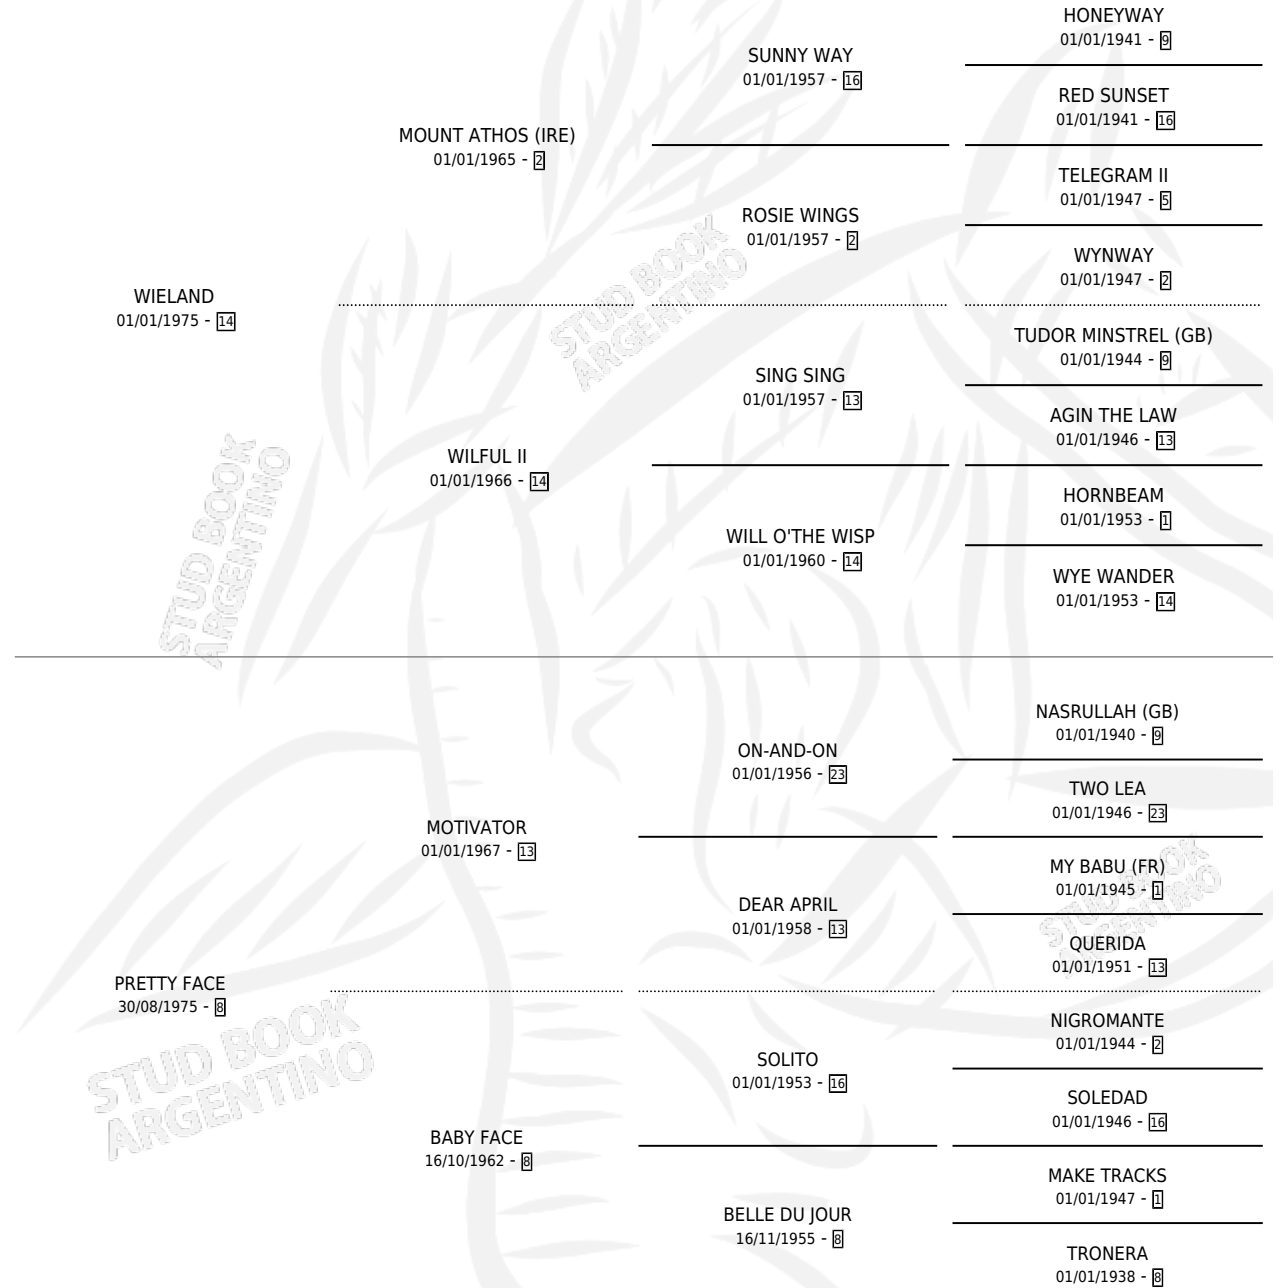 HONEYWAY
01/01/1941 - 9
SUNNY WAY
01/01/1957 - 16
RED SUNSET
01/01/1941 - 16
MOUNT ATHOS (IRE)
01/01/1965 - 2
TELEGRAM II
01/01/1947 - 5
ROSIE WINGS
01/01/1957 - 2
WYNWAY
01/01/1947 - 2
WIELAND
01/01/1975 - 14
TUDOR MINSTREL (GB)
01/01/1944 - 9
SING SING
01/01/1957 - 13
AGIN THE LAW
01/01/1946 - 13
WILFUL II
01/01/1966 - 14
HORNBEAM
01/01/1953 - 1
WILL O'THE WISP
01/01/1960 - 14
WYE WANDER
01/01/1953 - 14
NASRULLAH (GB)
01/01/1940 - 9
ON-AND-ON
01/01/1956 - 23
TWO LEA
01/01/1946 - 23
MOTIVATOR
01/01/1967 - 13
MY BABU (FR)
01/01/1945 - 1
DEAR APRIL
01/01/1958 - 13
QUERIDA
01/01/1951 - 13
PRETTY FACE
30/08/1975 - 8
NIGROMANTE
01/01/1944 - 2
SOLITO
01/01/1953 - 16
SOLEDAD
01/01/1946 - 16
BABY FACE
16/10/1962 - 8
MAKE TRACKS
01/01/1947 - 1
BELLE DU JOUR
16/11/1955 - 8
TRONERA
01/01/1938 - 8
STUD BOOK
ARGENTINO
STUD BOOK
ARGENTINO
STUD BOOK
ARGENTINO
STUD BOOK
ARGENTINO